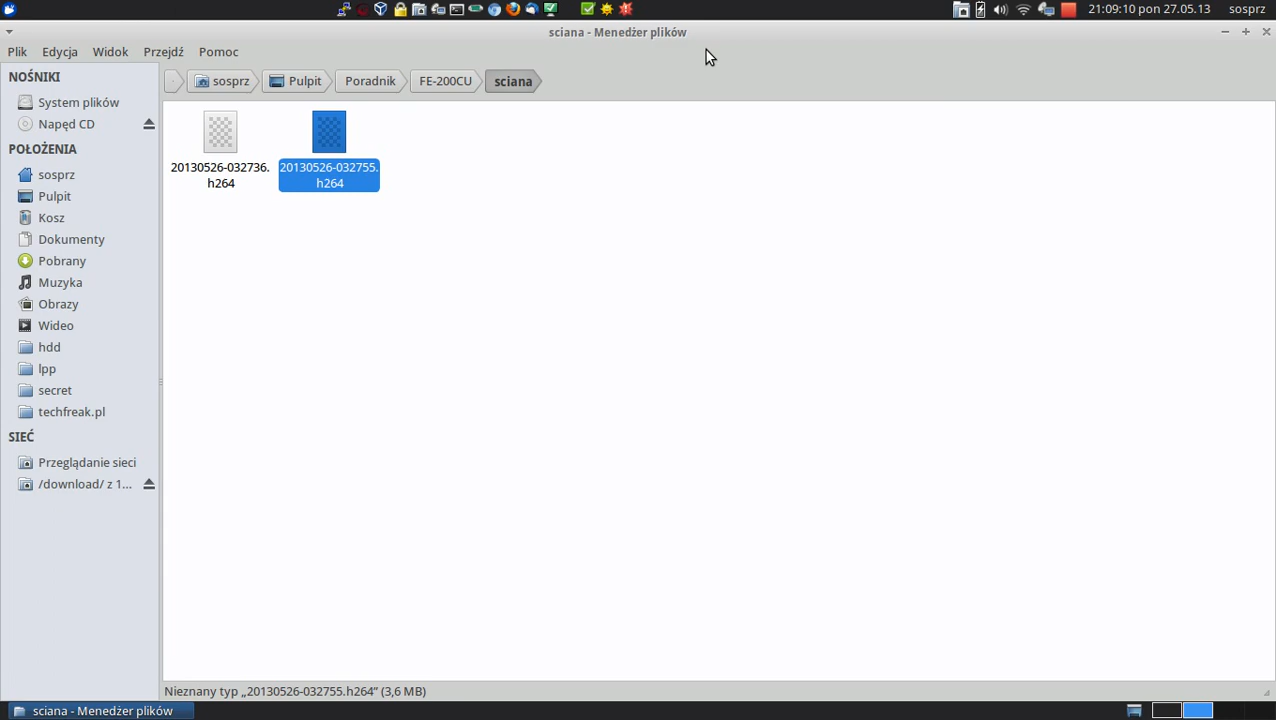 21:09:10 pon 27.05.13 sosprz
sciana - Menedżer plików
Plik Edycja Widok Przejdź Pomoc
NOŚNIKI
System plików
Napęd CD
POŁOŻENIA
sosprz
Pulpit
Kosz
Dokumenty
Pobrany
Muzyka
Obrazy
Wideo
hdd
lpp
secret
techfreak.pl
SIEĆ
Przeglądanie sieci
/download/ z 1...
sosprz Pulpit Poradnik FE-200CU sciana
20130526-032736.
h264
20130526-032755.
h264
Nieznany typ „20130526-032755.h264” (3,6 MB)
sciana - Menedżer plików